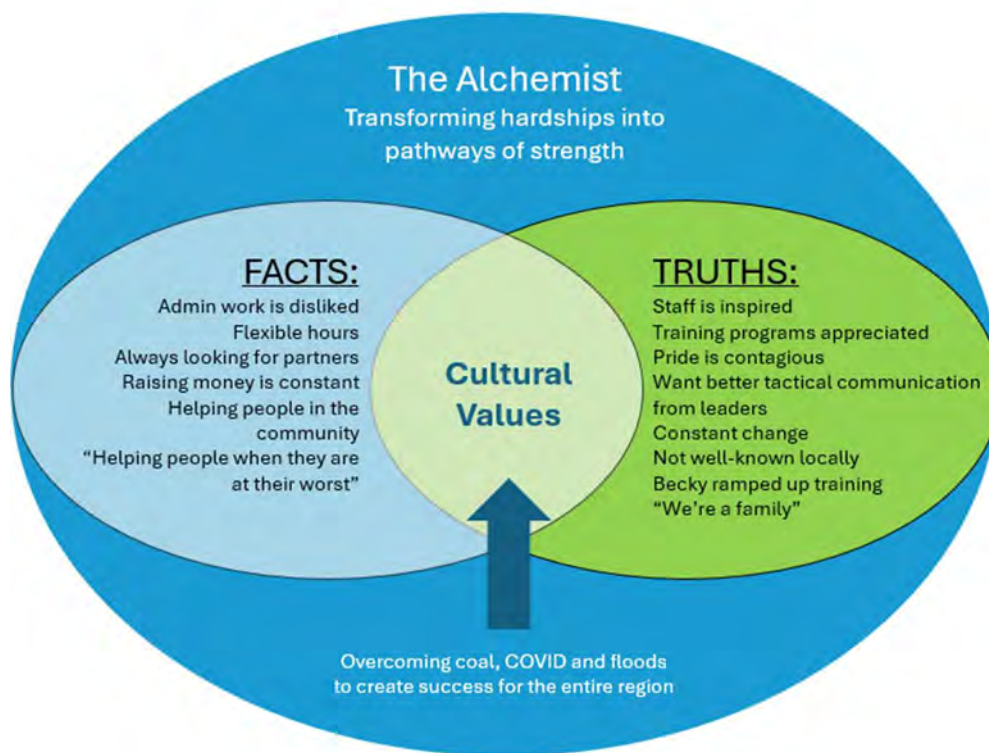 The Alchemist
Transforming hardships into
pathways of strength
FACTS:
Admin work is disliked
Flexible hours
Always looking for partners
Raising money is constant
Helping people in the
community
“Helping people when they are
at their worst”
Cultural
Values
TRUTHS:
Staff is inspired
Training programs appreciated
Pride is contagious
Want better tactical communication
from leaders
Constant change
Not well-known locally
Becky ramped up training
“We’re a family”
Overcoming coal, COVID and floods
to create success for the entire region